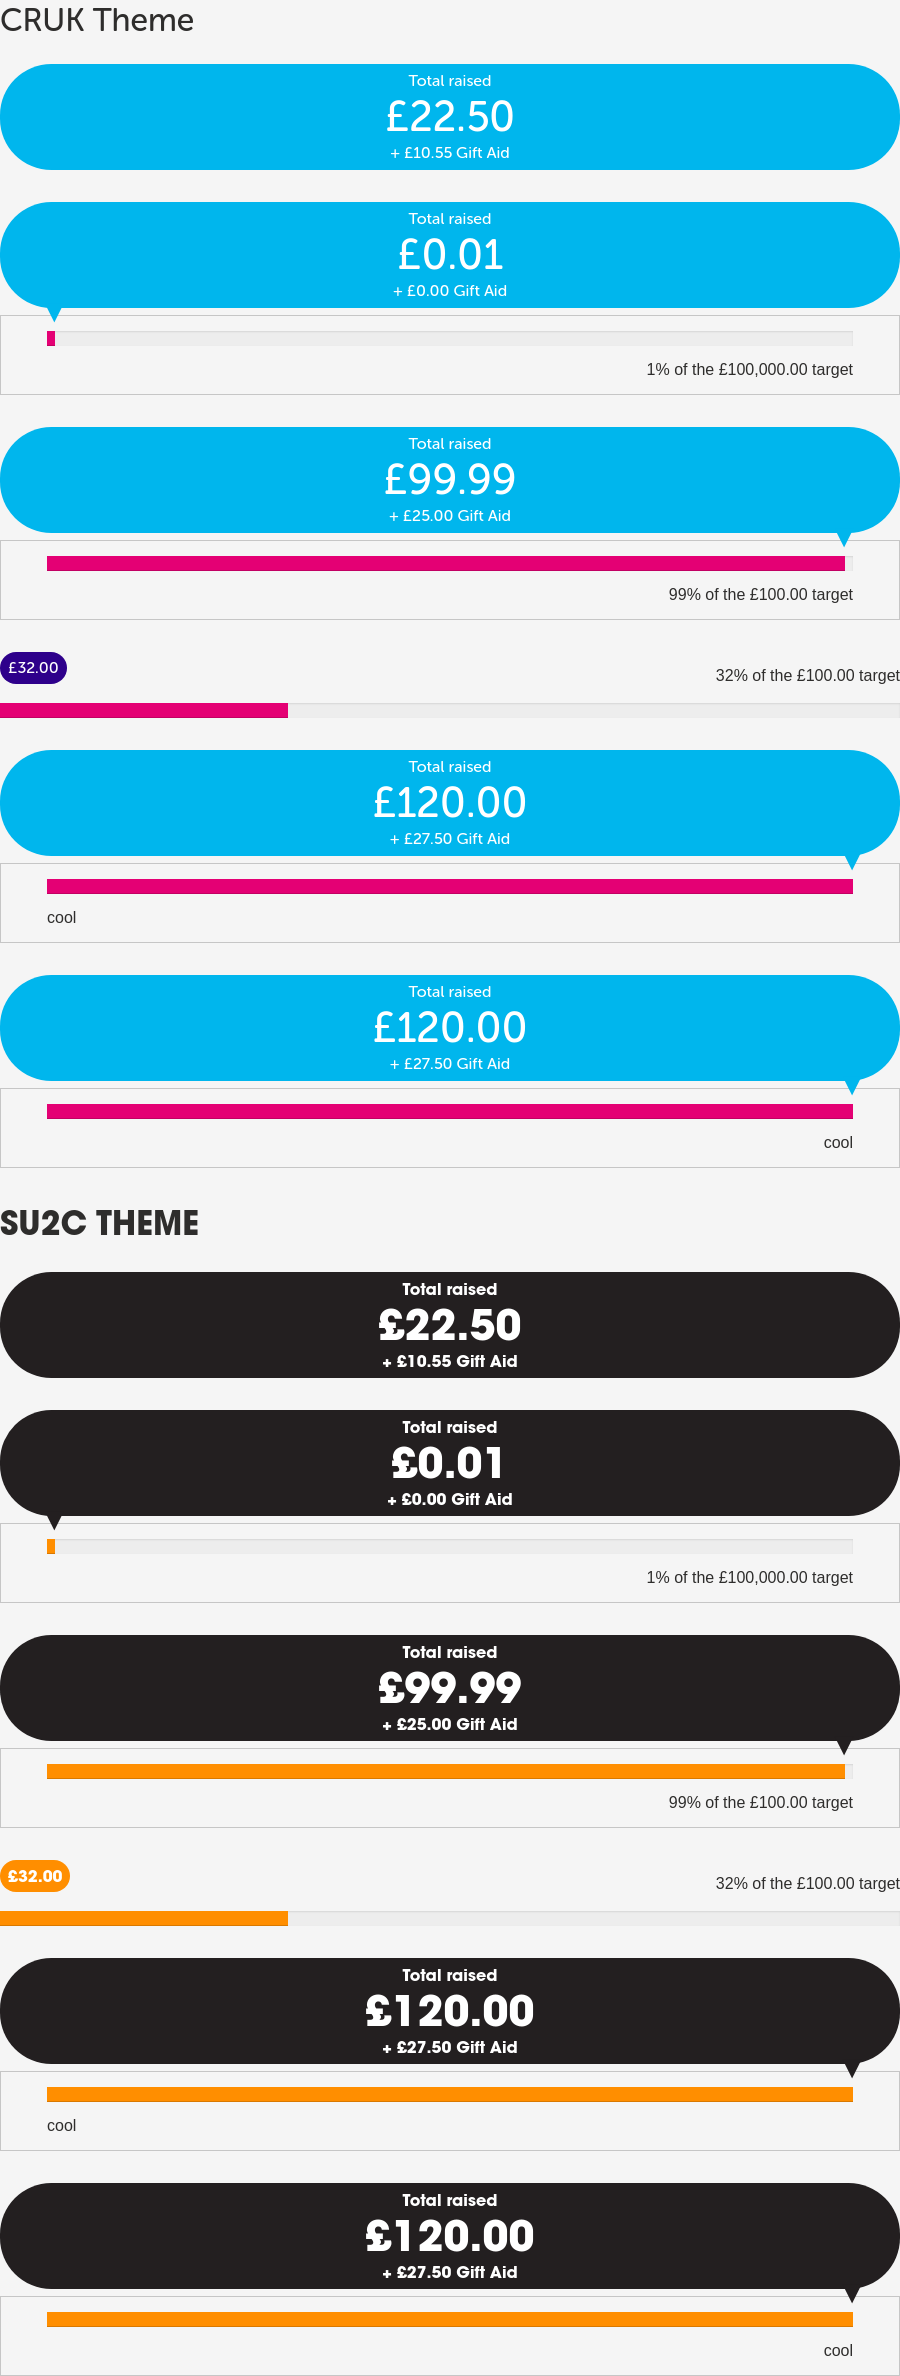 CRUK Theme
Total raised
£22.50
+ £10.55 Gift Aid
Total raised
£0.01
+ £0.00 Gift Aid
1% of the £100,000.00 target
Total raised
£99.99
+ £25.00 Gift Aid
99% of the £100.00 target
£32.00
32% of the £100.00 target
Total raised
£120.00
+ £27.50 Gift Aid
cool
Total raised
£120.00
+ £27.50 Gift Aid
cool
SU2C THEME
Total raised
£22.50
+ £10.55 Gift Aid
Total raised
£0.01
+ £0.00 Gift Aid
1% of the £100,000.00 target
Total raised
£99.99
+ £25.00 Gift Aid
99% of the £100.00 target
£32.00
32% of the £100.00 target
Total raised
£120.00
+ £27.50 Gift Aid
cool
Total raised
£120.00
+ £27.50 Gift Aid
cool